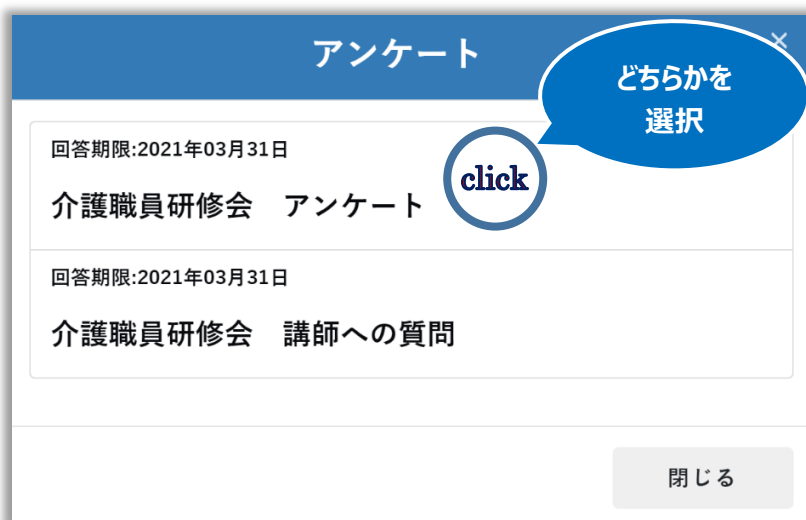 アンケート
×
どちらかを
選択
回答期限:2021年03月31日
介護職員研修会　アンケート
click
回答期限:2021年03月31日
介護職員研修会　講師への質問
閉じる